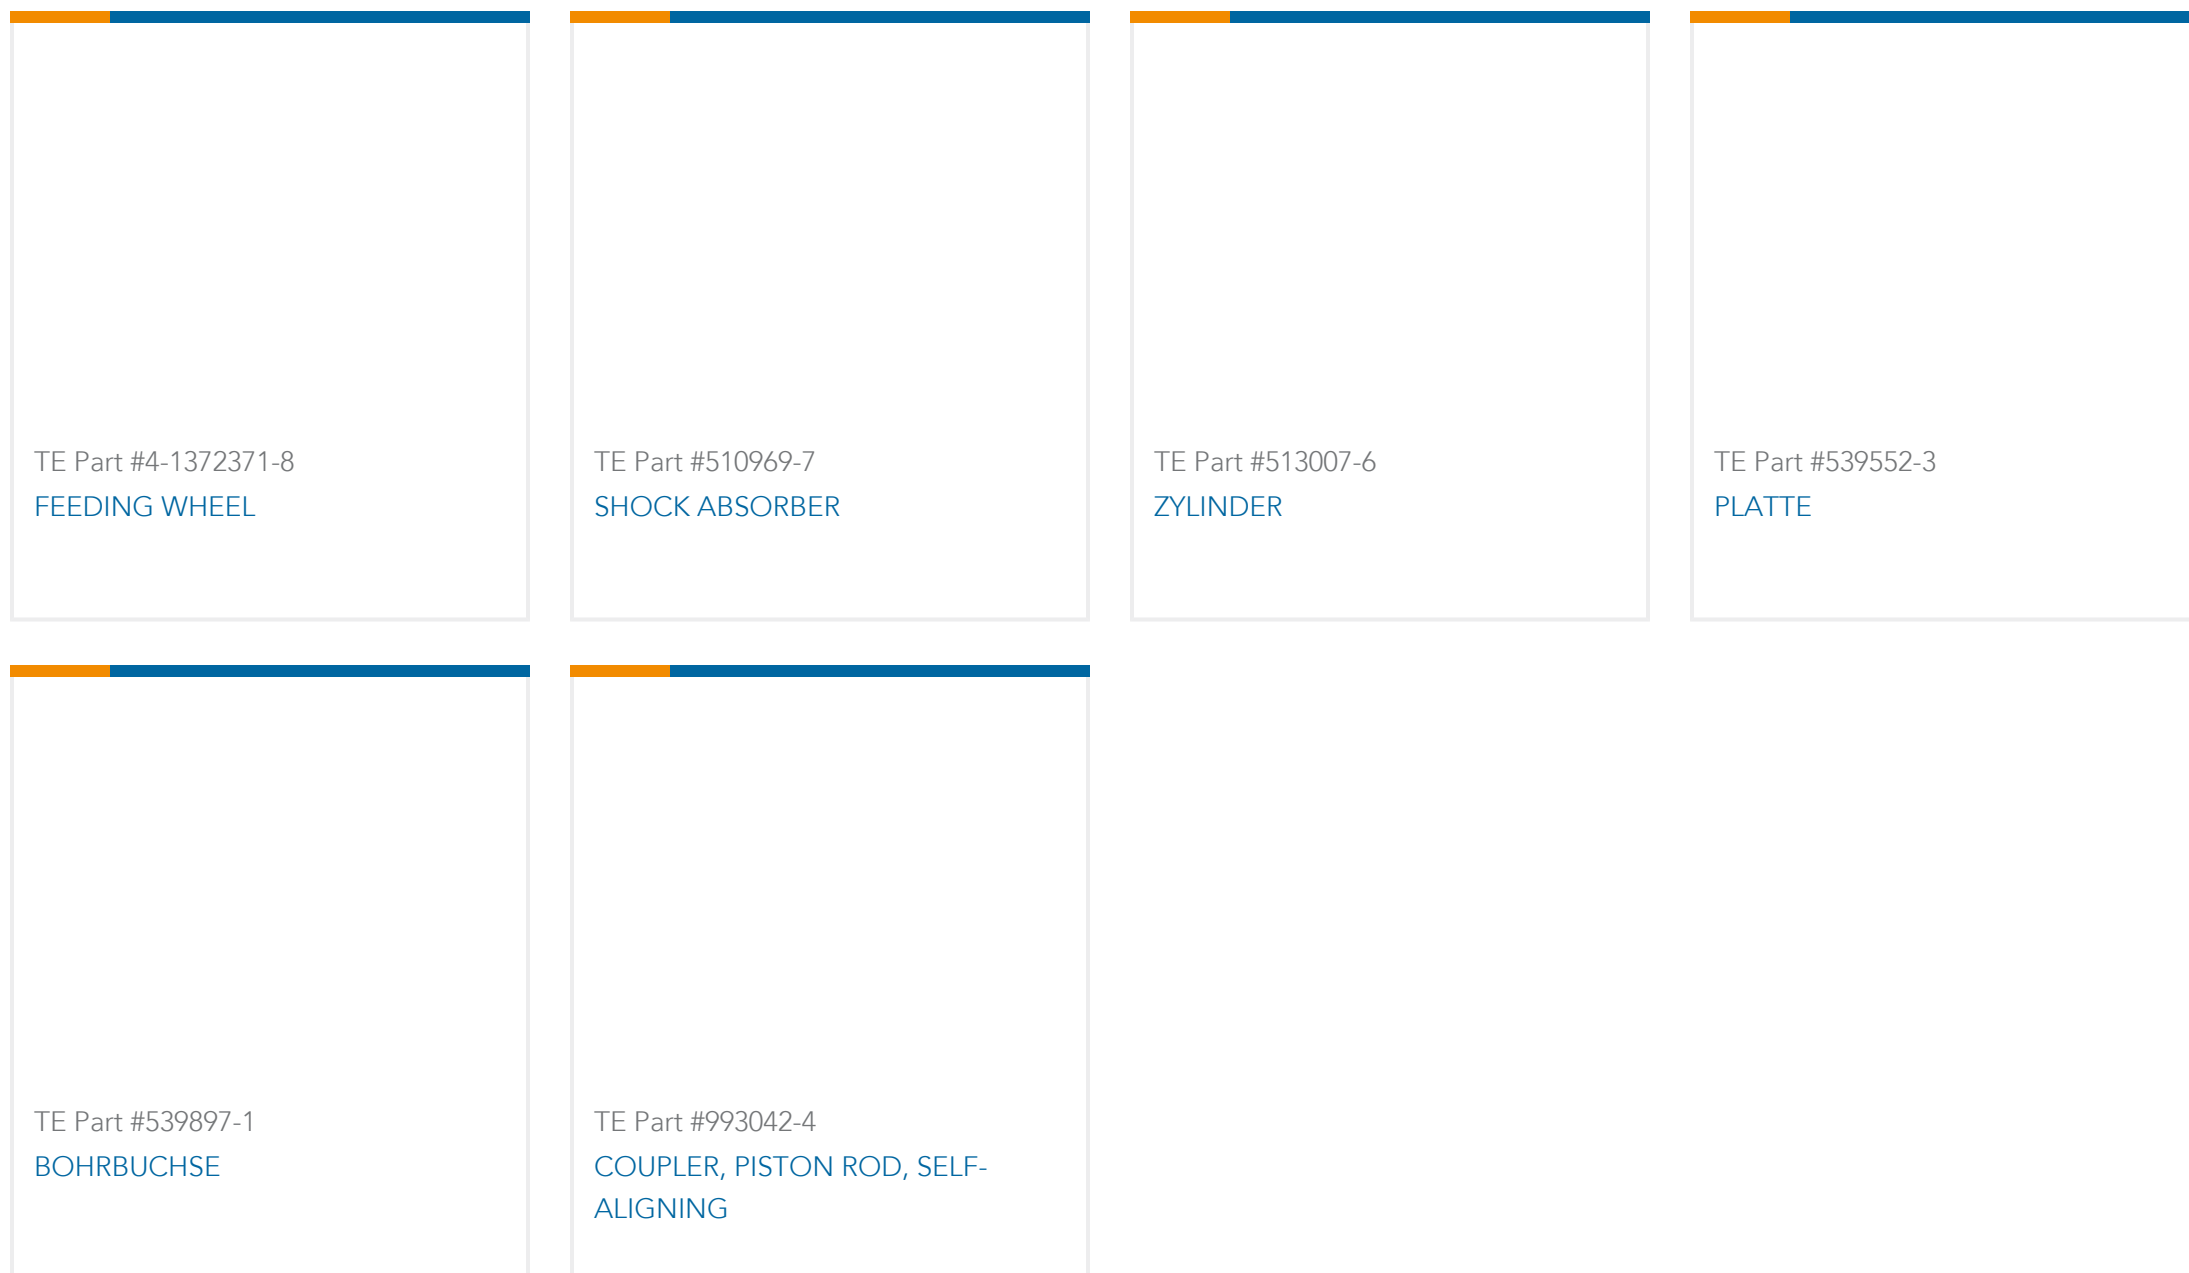 TE Part #4-1372371-8
FEEDING WHEEL
TE Part #510969-7
SHOCK ABSORBER
TE Part #513007-6
ZYLINDER
TE Part #539552-3
PLATTE
TE Part #539897-1
BOHRBUCHSE
TE Part #993042-4
COUPLER, PISTON ROD, SELF-
ALIGNING